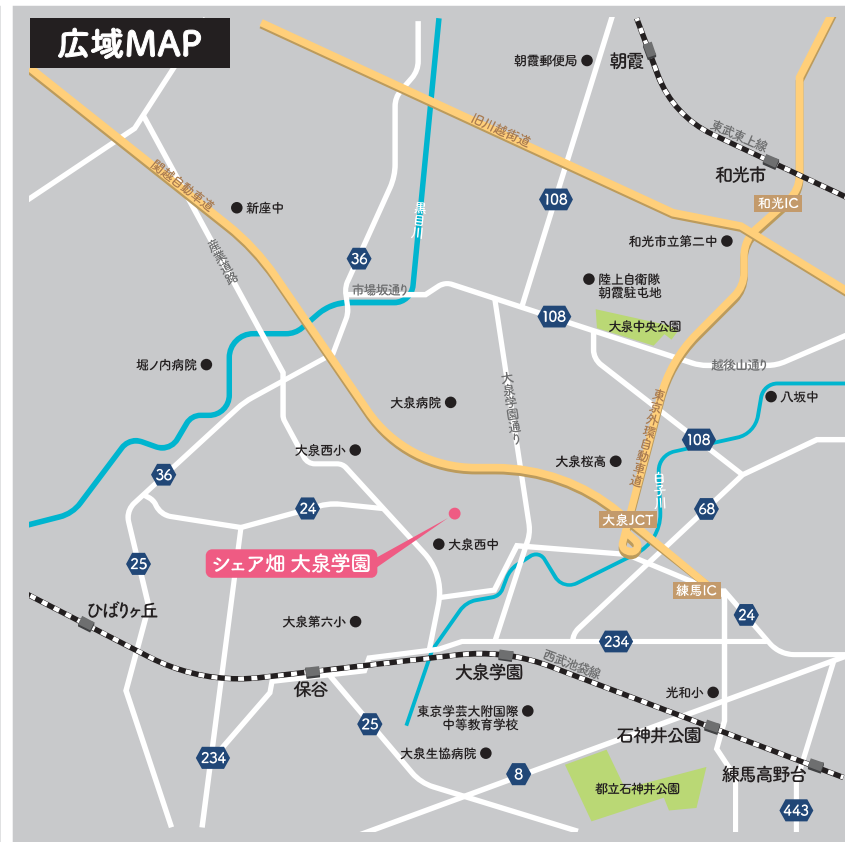 広域MAP
朝霞郵便局
朝霞
旧川越街道
東武東上線
関越自動車道
和光市
和光IC
108
新座中
黒目川
和光市立第二中
産業道路
36
陸上自衛隊
朝霞駐屯地
市場坂通り
108
大泉中央公園
堀ノ内病院
越後山通り
大泉学園通り
大泉病院
東京外環自動車道
八坂中
108
大泉西小
大泉桜高
36
白子川
24
68
大泉JCT
大泉西中
25
シェア畑 大泉学園
練馬IC
ひばりヶ丘
24
大泉第六小
234
大泉学園
西武池袋線
保谷
光和小
東京学芸大附国際
中等教育学校
25
石神井公園
大泉生協病院
234
8
練馬高野台
都立石神井公園
443